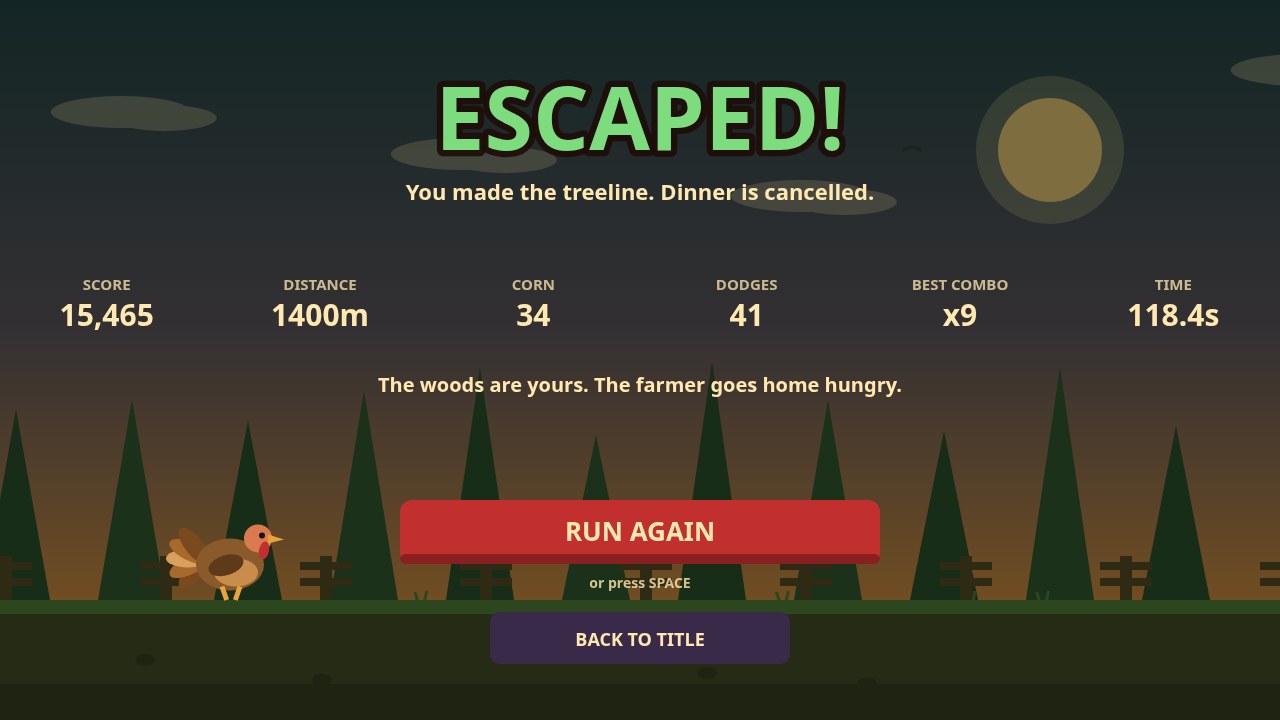 ESCAPED!
You made the treeline. Dinner is cancelled.
SCORE DISTANCE CORN DODGES BEST COMBO TIME
15,465 1400m 34 41 x9 118.4s
The woods are yours. The farmer goes home hungry.
RUN AGAIN
or press SPACE
BACK TO TITLE